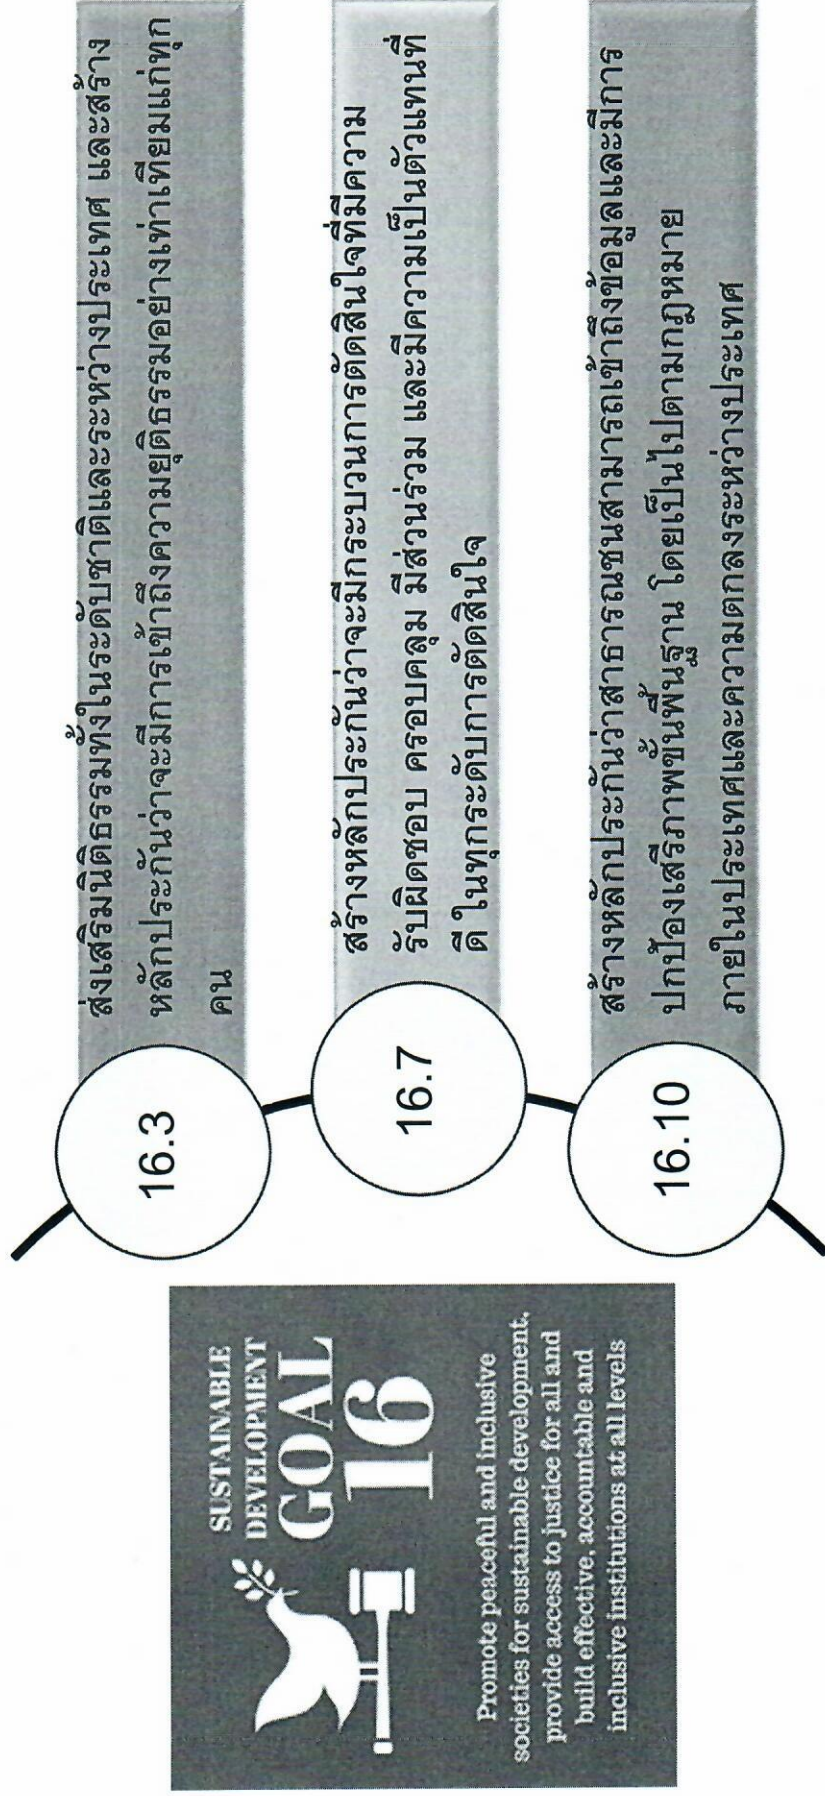 SUSTAINABLE
DEVELOPMENT
GOAL
16
Promote peaceful and inclusive
societies for sustainable development,
provide access to justice for all and
build effective, accountable and
inclusive institutions at all levels
16.3
ส่งเสริมนิติธรรมทั้งในระดับชาติและระหว่างประเทศ และสร้าง
หลักประกันว่าจะมีการเข้าถึงความยุติธรรมอย่างเท่าเทียมแก่ทุก
คน
16.7
สร้างหลักประกันว่าจะมีกระบวนการตัดสินใจที่มีความ
รับผิดชอบ ครอบคลุม มีส่วนร่วม และมีความเป็นตัวแทนที่
ดี ในทุกระดับการตัดสินใจ
16.10
สร้างหลักประกันว่าสาธารณชนสามารถเข้าถึงข้อมูลและมีการ
ปกป้องเสรีภาพขั้นพื้นฐาน โดยเป็นไปตามกฎหมาย
ภายในประเทศและความตกลงระหว่างประเทศ